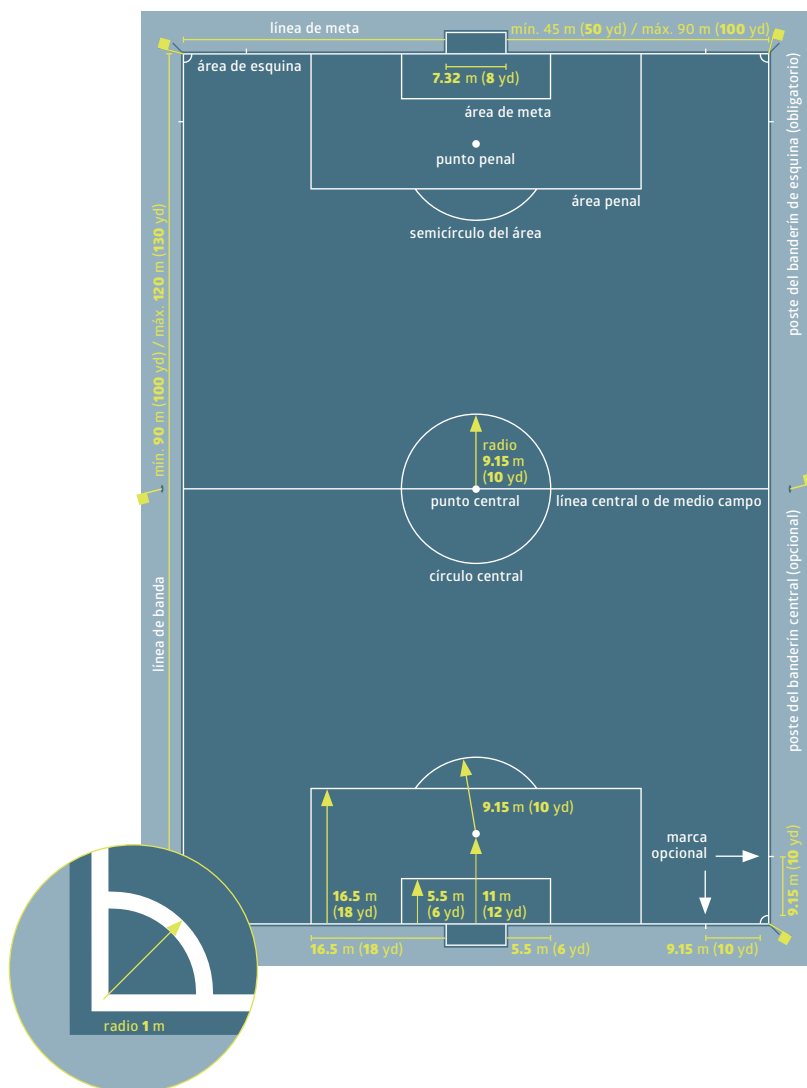 línea de meta
mín. 45 m (50 yd) / máx. 90 m (100 yd)
área de esquina
7.32 m (8 yd)
área de meta
punto penal
área penal
semicírculo del área
poste del banderín de esquina (obligatorio)
mín. 90 m (100 yd) / máx. 120 m (130 yd)
radio
9.15 m
(10 yd)
punto central
línea central o de medio campo
círculo central
línea de banda
poste del banderín central (opcional)
9.15 m (10 yd)
marca
opcional
9.15 m (10 yd)
16.5 m
(18 yd)
5.5 m
(6 yd)
11 m
(12 yd)
16.5 m (18 yd)
5.5 m (6 yd)
9.15 m (10 yd)
radio 1 m